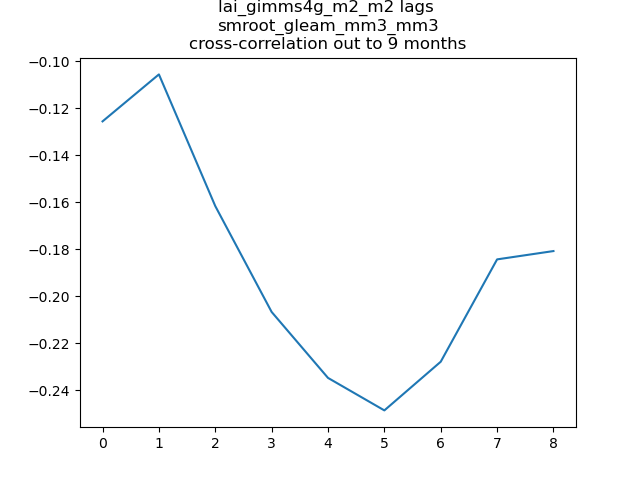 lai_gimms4g_m2_m2 lags
smroot_gleam_mm3_mm3
cross-correlation out to 9 months
−0.10
−0.12
−0.14
−0.16
−0.18
−0.20
−0.22
−0.24
0 1 2 3 4 5 6 7 8